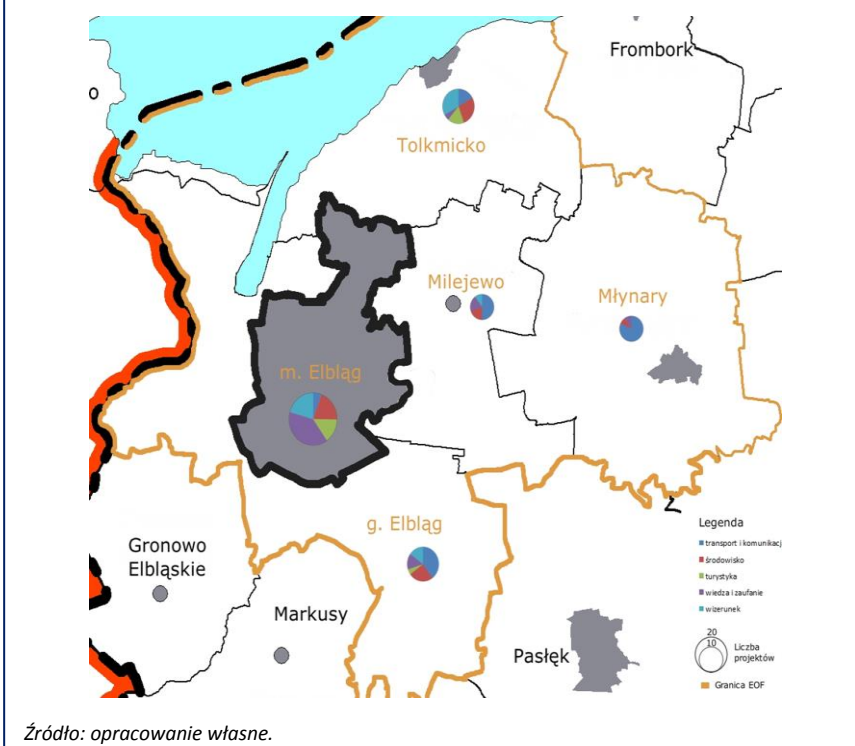 Frombork
o
Tolkmicko
Milejewo
Młynary
m. Elbląg
g. Elbląg
Gronowo
Elbląskie
Markusy
Pasłęk
Legenda
transport i komunikacj
środowisko
turystyka
wiedza i zaufanie
wizerunek
20
10
Liczba
projektów
Granica EOF
Źródło: opracowanie własne.